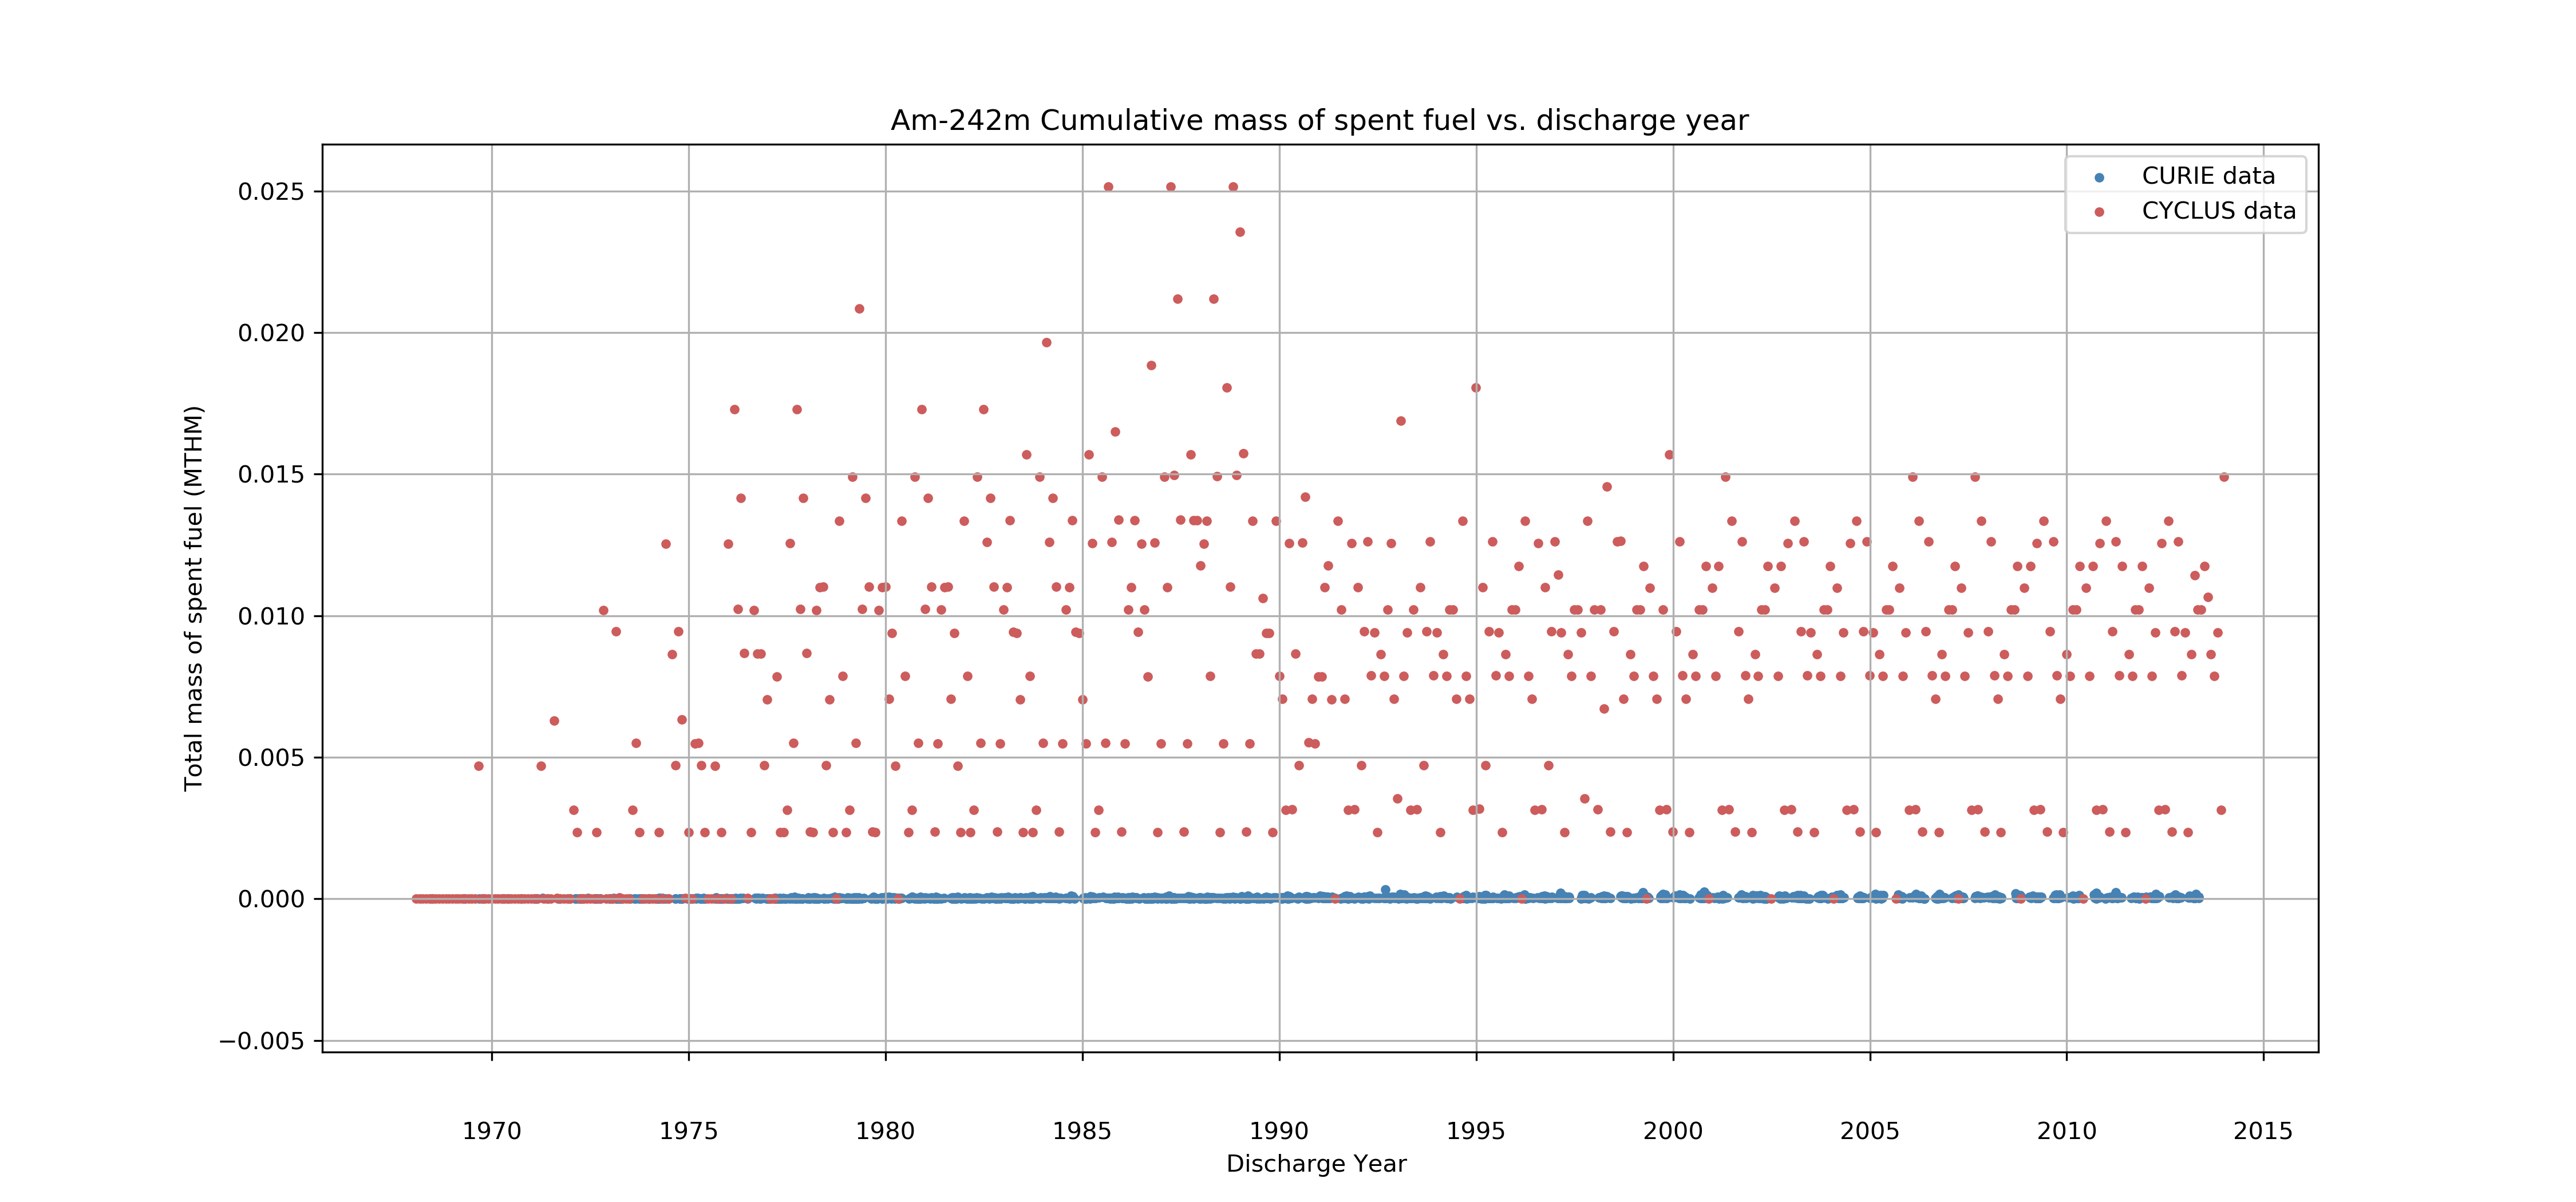 Am-242m Cumulative mass of spent fuel vs. discharge year
CURIE data
CYCLUS data
Total mass of spent fuel (MTHM)
0.025
0.020
0.015
0.010
0.005
0.000
−0.005
1970 1975 1980 1985 1990 1995 2000 2005 2010 2015
Discharge Year